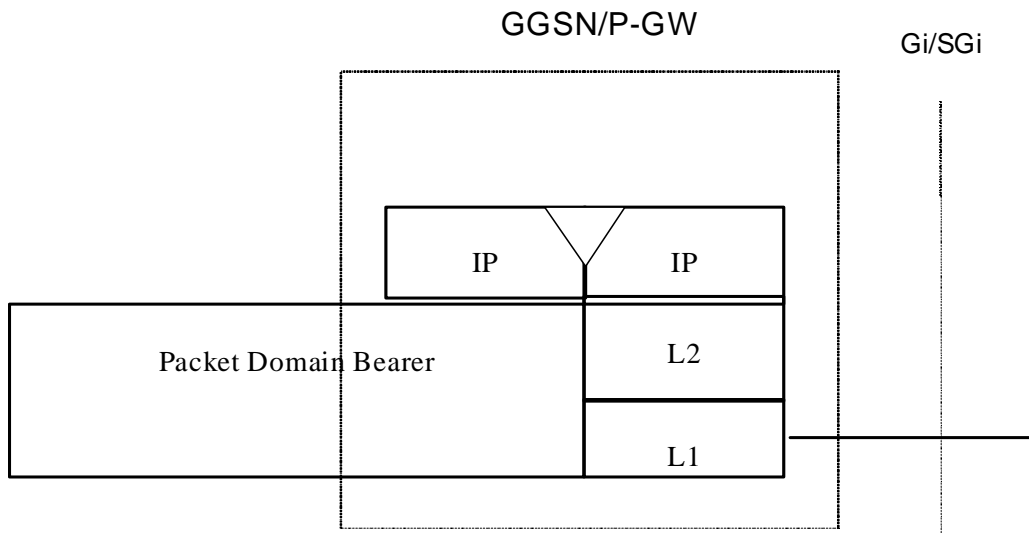 GGSN/P-GW
Gi/SGi
IP
IP
Packet Domain Bearer
L2
L1